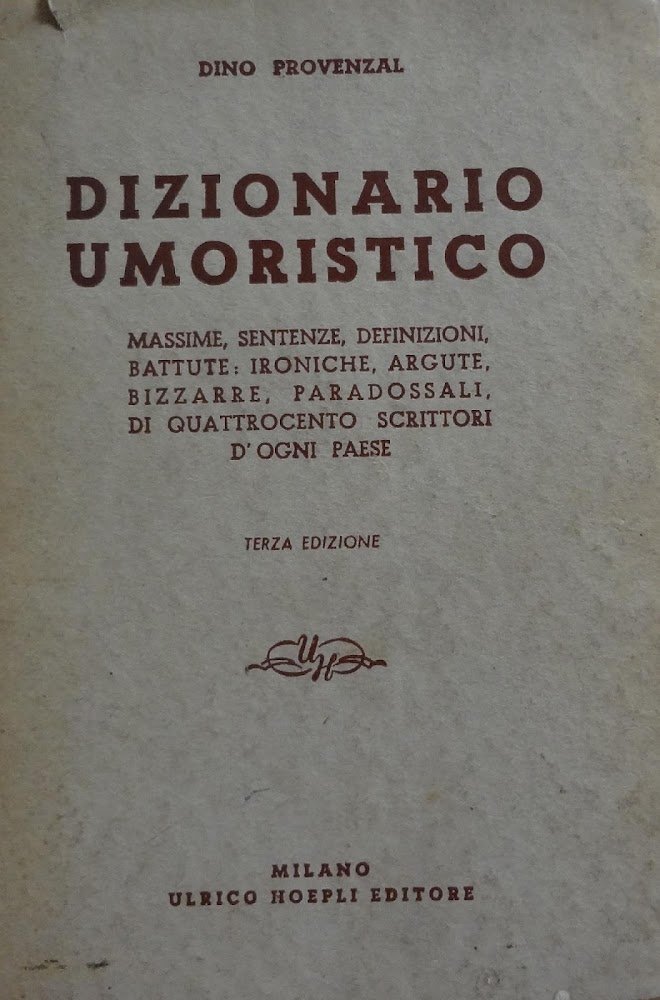 DINO PROVENZAL
DIZIONARIO
UMORISTICO
MASSIME, SENTENZE, DEFINIZIONI,
BATTUTE: IRONICHE, ARGUTE,
BIZZARRE, PARADOSSALI,
DI QUATTROCENTO SCRITTORI
D'OGNI PAESE
TERZA EDIZIONE
UH
MILANO
ULRICO HOEPLI EDITORE